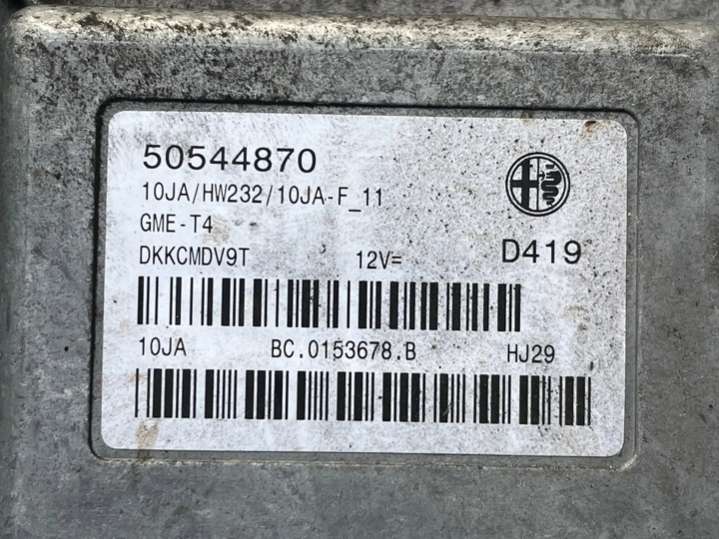 50544870
10JA/HW232/10JA-F_11
GME-T4
DKKCMDV9T 12V= D419
10JA BC.0153678.B HJ29